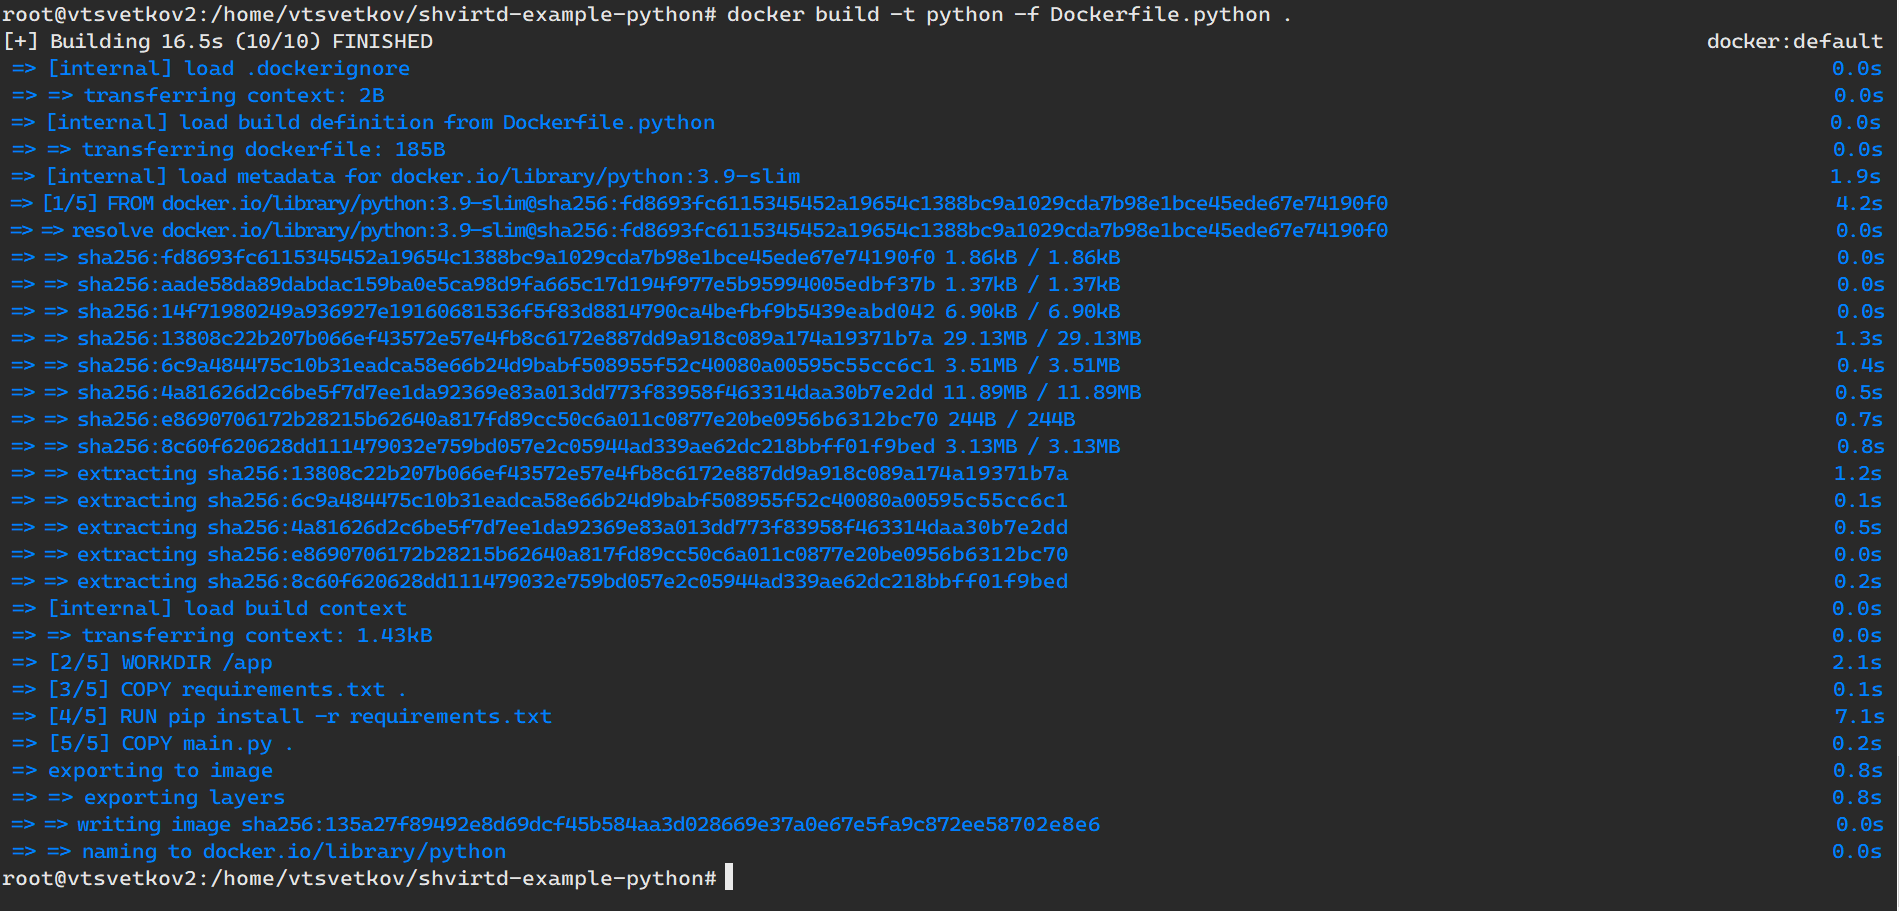 root@vtsvetkov2:/home/vtsvetkov/shvirtd-example-python# docker build -t python -f Dockerfile.python .
[+] Building 16.5s (10/10) FINISHED docker:default
=> [internal] load .dockerignore 0.0s
=> => transferring context: 2B 0.0s
=> [internal] load build definition from Dockerfile.python 0.0s
=> => transferring dockerfile: 185B 0.0s
=> [internal] load metadata for docker.io/library/python:3.9-slim 1.9s
=> [1/5] FROM docker.io/library/python:3.9-slim@sha256:fd8693fc6115345452a19654c1388bc9a1029cda7b98e1bce45ede67e74190f0 4.2s
=> => resolve docker.io/library/python:3.9-slim@sha256:fd8693fc6115345452a19654c1388bc9a1029cda7b98e1bce45ede67e74190f0 0.0s
=> => sha256:fd8693fc6115345452a19654c1388bc9a1029cda7b98e1bce45ede67e74190f0 1.86kB / 1.86kB 0.0s
=> => sha256:aade58da89dabdac159ba0e5ca98d9fa665c17d194f977e5b95994005edbf37b 1.37kB / 1.37kB 0.0s
=> => sha256:14f71980249a936927e19160681536f5f83d8814790ca4befbf9b5439eabd042 6.90kB / 6.90kB 0.0s
=> => sha256:13808c22b207b066ef43572e57e4fb8c6172e887dd9a918c089a174a19371b7a 29.13MB / 29.13MB 1.3s
=> => sha256:6c9a484475c10b31eadca58e66b24d9babf508955f52c40080a00595c55cc6c1 3.51MB / 3.51MB 0.4s
=> => sha256:4a81626d2c6be5f7d7ee1da92369e83a013dd773f83958f463314daa30b7e2dd 11.89MB / 11.89MB 0.5s
=> => sha256:e8690706172b28215b62640a817fd89cc50c6a011c0877e20be0956b6312bc70 244B / 244B 0.7s
=> => sha256:8c60f620628dd111479032e759bd057e2c05944ad339ae62dc218bbff01f9bed 3.13MB / 3.13MB 0.8s
=> => extracting sha256:13808c22b207b066ef43572e57e4fb8c6172e887dd9a918c089a174a19371b7a 1.2s
=> => extracting sha256:6c9a484475c10b31eadca58e66b24d9babf508955f52c40080a00595c55cc6c1 0.1s
=> => extracting sha256:4a81626d2c6be5f7d7ee1da92369e83a013dd773f83958f463314daa30b7e2dd 0.5s
=> => extracting sha256:e8690706172b28215b62640a817fd89cc50c6a011c0877e20be0956b6312bc70 0.0s
=> => extracting sha256:8c60f620628dd111479032e759bd057e2c05944ad339ae62dc218bbff01f9bed 0.2s
=> [internal] load build context 0.0s
=> => transferring context: 1.43kB 0.0s
=> [2/5] WORKDIR /app 2.1s
=> [3/5] COPY requirements.txt . 0.1s
=> [4/5] RUN pip install -r requirements.txt 7.1s
=> [5/5] COPY main.py . 0.2s
=> exporting to image 0.8s
=> => exporting layers 0.8s
=> => writing image sha256:135a27f89492e8d69dcf45b584aa3d028669e37a0e67e5fa9c872ee58702e8e6 0.0s
=> => naming to docker.io/library/python 0.0s
root@vtsvetkov2:/home/vtsvetkov/shvirtd-example-python#